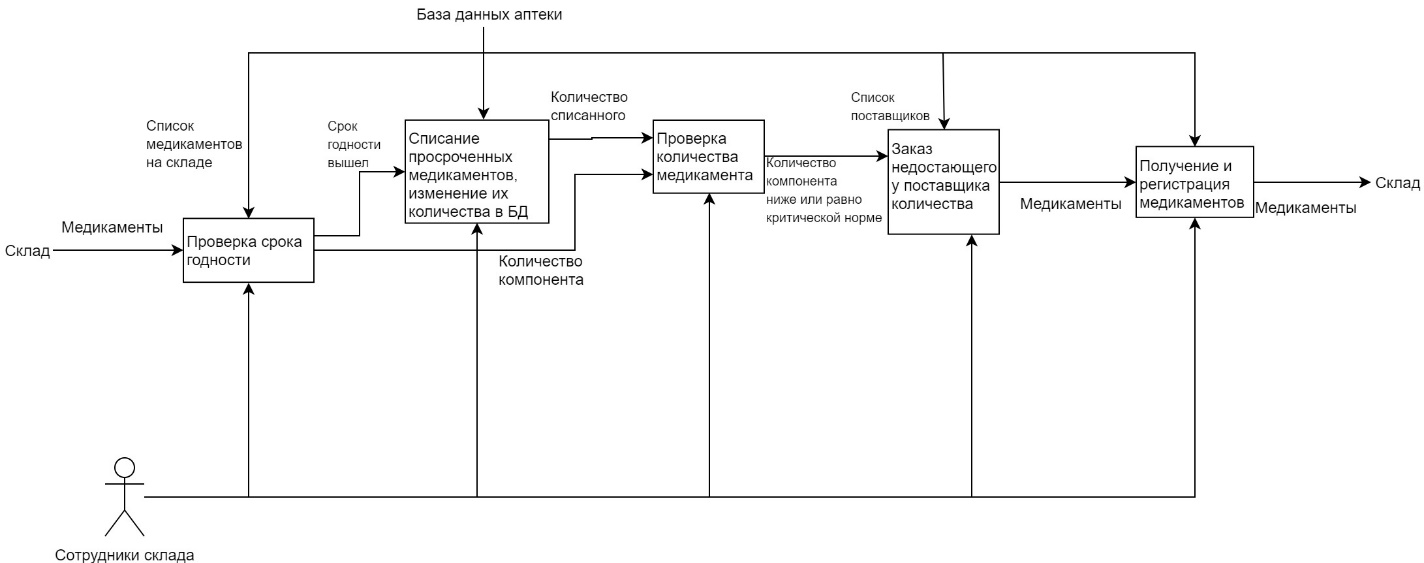 База данных аптеки
Список
медикаментов
на складе
Срок
годности
вышел
Списание
просроченных
медикаментов,
изменение их
количества в БД
Количество
списанного
Проверка
количества
медикамента
Список
поставщиков
Количество
компонента
ниже или равно
критической норме
Заказ
недостающего
у поставщика
количества
Медикаменты
Получение и
регистрация
медикаментов
Медикаменты
Склад
Склад
Медикаменты
Проверка срока
годности
Количество
компонента
Сотрудники склада